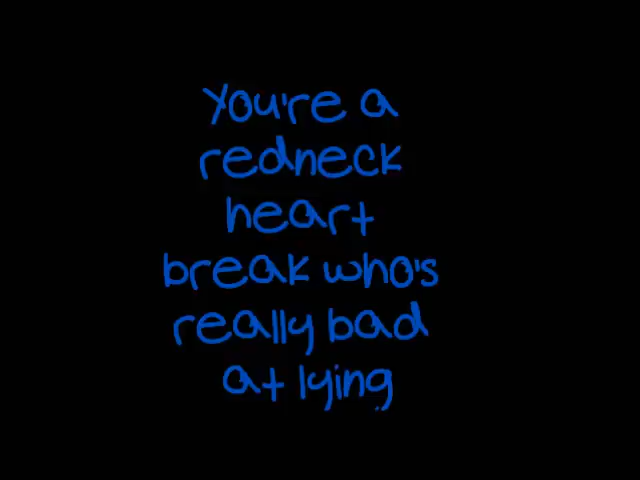 You're a
redneck
heart
break who's
really bad
at lying